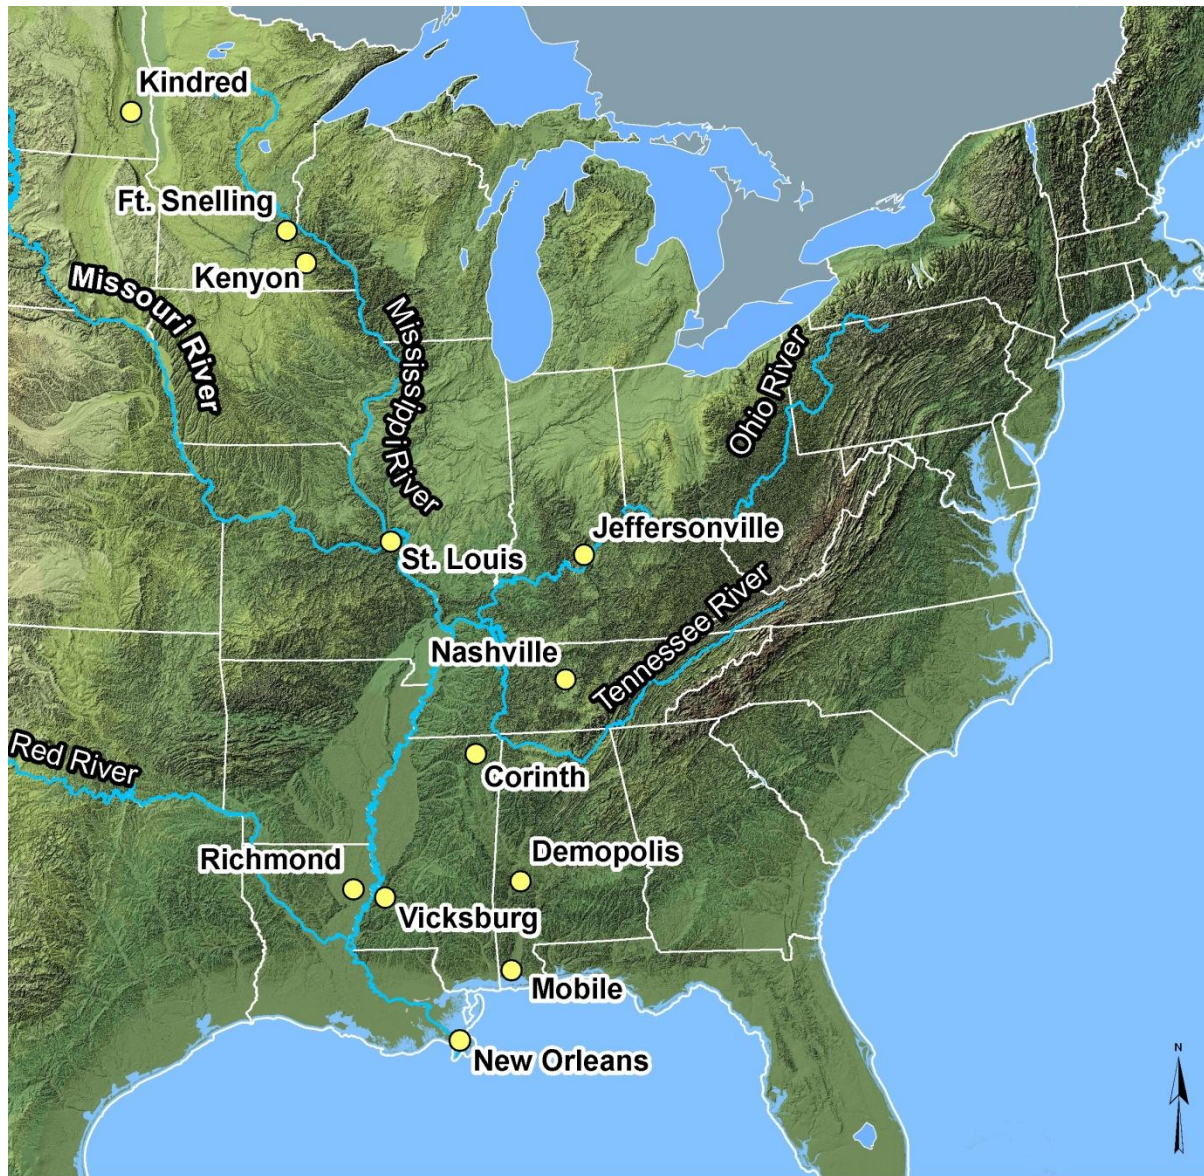 Kindred
Ft. Snelling
Kenyon
Missouri River
Mississippi River
Ohio River
Jeffersonville
St. Louis
Tennessee River
Nashville
Red River
Corinth
Richmond
Demopolis
Vicksburg
Mobile
New Orleans
N